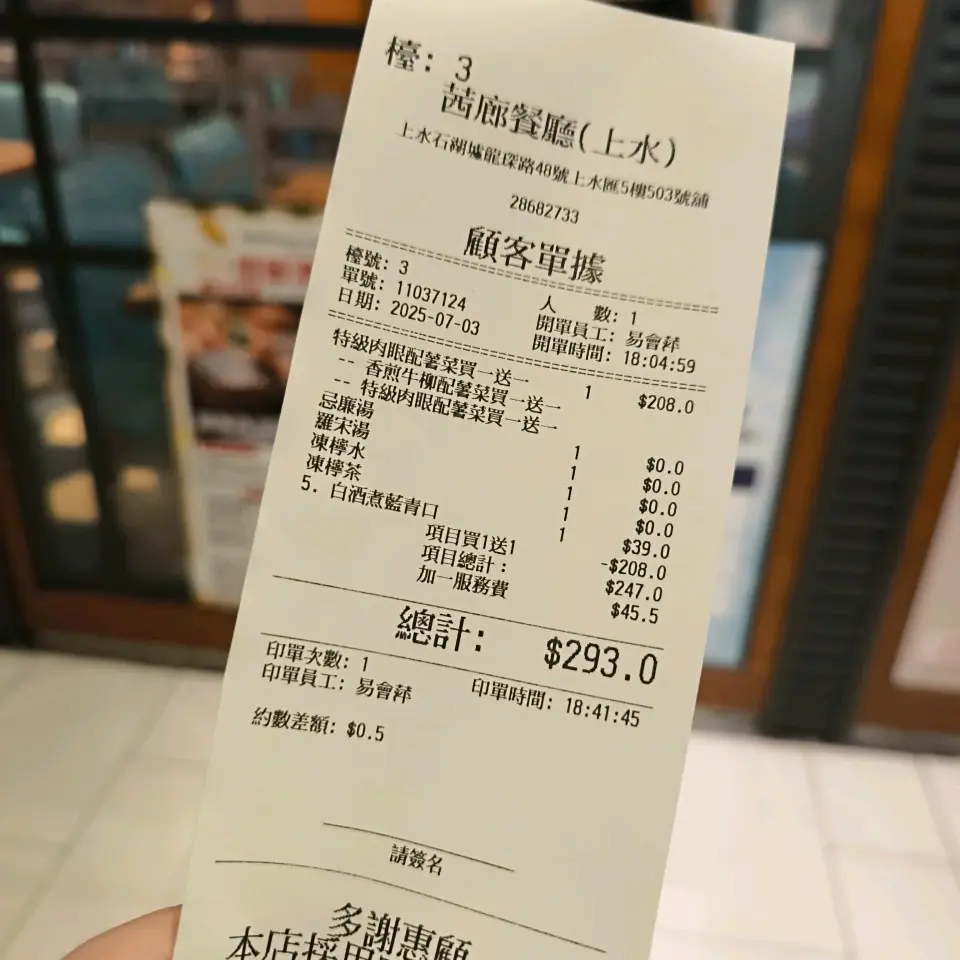 檯: 3
茜廊餐廳(上水)
上水石湖墟龍琛路48號上水匯5樓503號舖
28682733
顧客單據
檯號: 3 人 數: 1
單號: 11037124 開單員工: 易會萍
日期: 2025-07-03 開單時間: 18:04:59
特級肉眼配薯菜買一送一 1 $208.0
-- 香煎牛柳配薯菜買一送一
-- 特級肉眼配薯菜買一送一
忌廉湯 1 $0.0
羅宋湯 1 $0.0
凍檸水 1 $0.0
凍檸茶 1 $0.0
5. 白酒煮藍青口 1 $39.0
項目買1送1 -$208.0
項目總計: $247.0
加一服務費 $45.5
總計: $293.0
印單次數: 1
印單員工: 易會萍 印單時間: 18:41:45
約數差額: $0.5
請簽名
多謝惠顧
本店採用